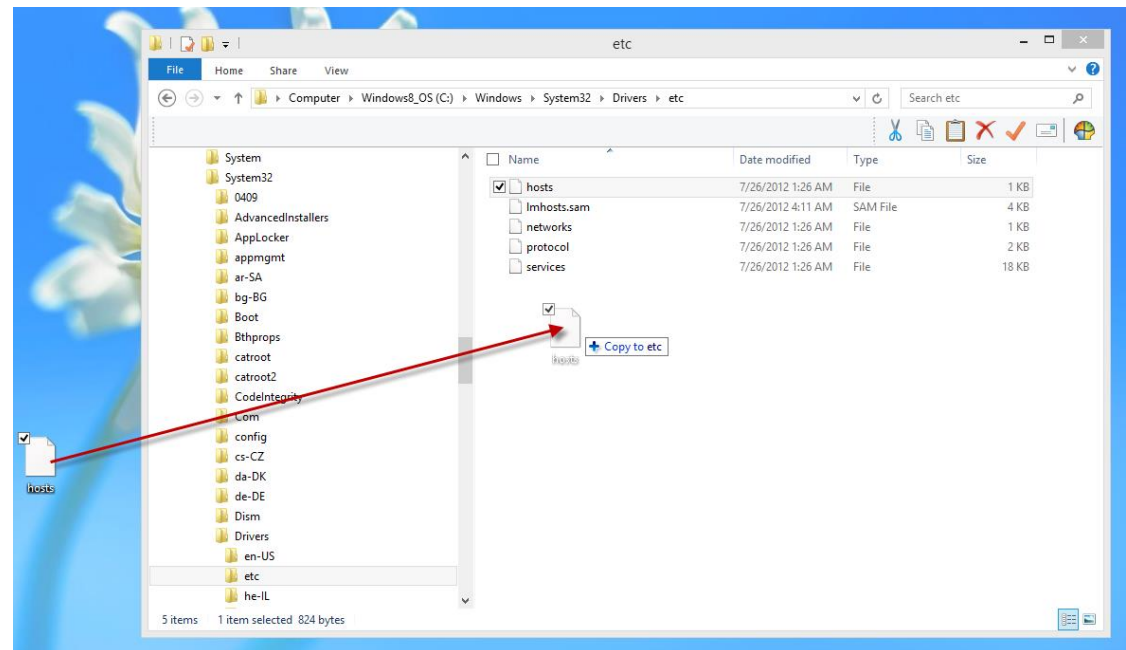 etc
File Home Share View
Computer Windows8_OS (C:) Windows System32 Drivers etc Search etc
System
System32
0409
AdvancedInstallers
AppLocker
appmgmt
ar-SA
bg-BG
Boot
Bthprops
catroot
catroot2
CodeIntegrity
Com
config
cs-CZ
da-DK
de-DE
Dism
Drivers
en-US
etc
he-IL
Name Date modified Type Size
hosts 7/26/2012 1:26 AM File 1 KB
lmhosts.sam 7/26/2012 4:11 AM SAM File 4 KB
networks 7/26/2012 1:26 AM File 1 KB
protocol 7/26/2012 1:26 AM File 2 KB
services 7/26/2012 1:26 AM File 18 KB
Copy to etc
hosts
hosts
5 items 1 item selected 824 bytes